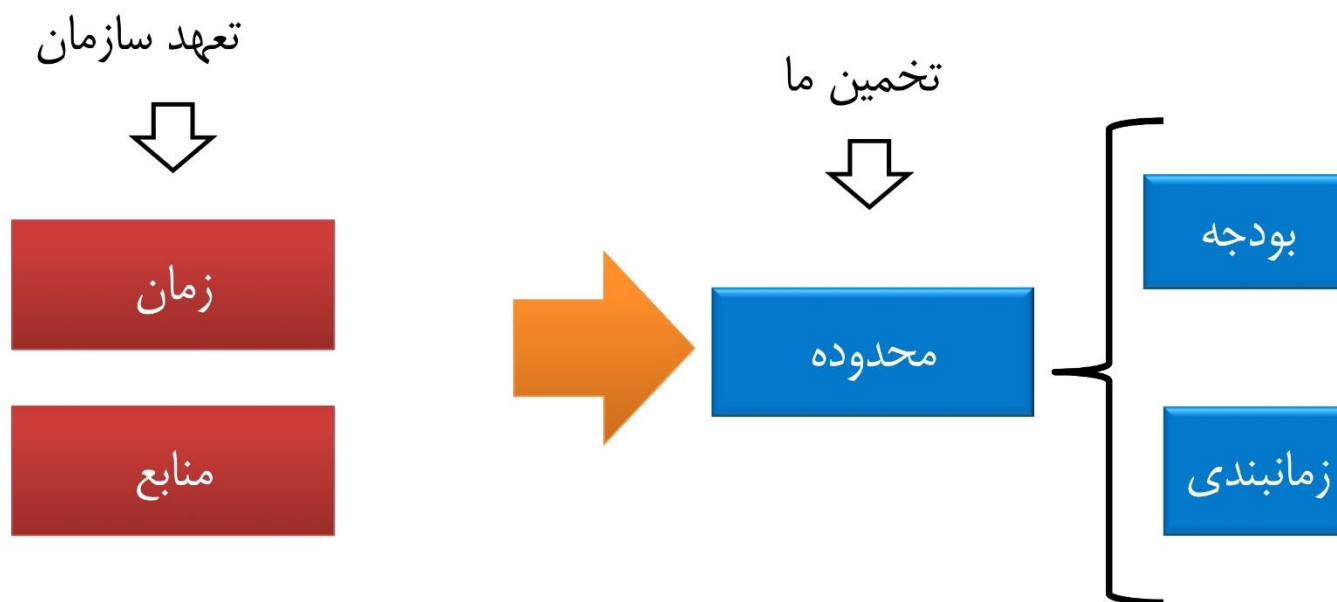 تعهد سازمان
تخمین ما
بودجه
زمان
محدوده
منابع
زمانبندی